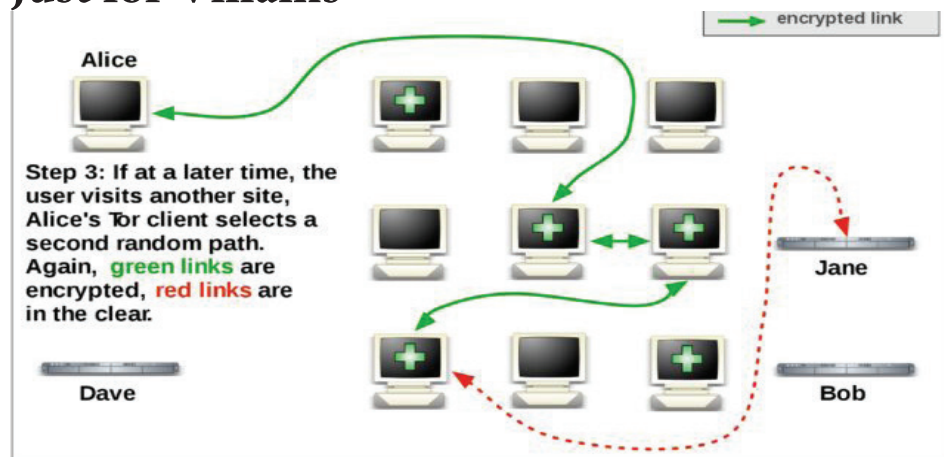 encrypted link
Alice
Step 3: If at a later time, the
user visits another site,
Alice's Tor client selects a
second random path.
Again, green links are
encrypted, red links are
in the clear.
Jane
Dave
Bob